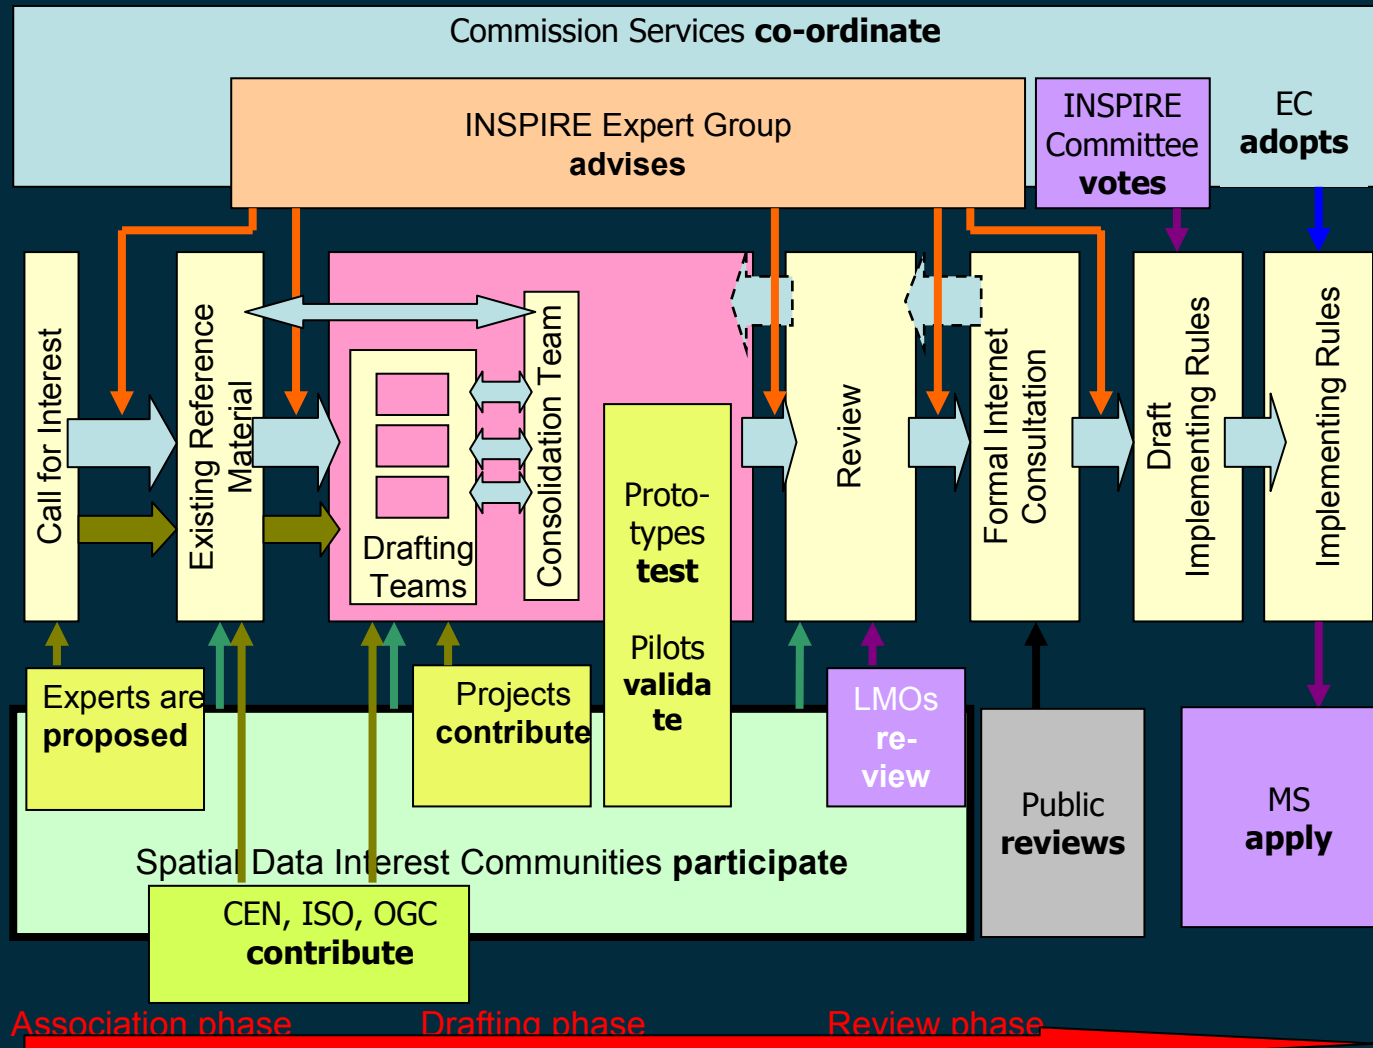 Commission Services co-ordinate
INSPIRE Expert Group
advises
INSPIRE
Committee
votes
EC
adopts
Call for Interest
Existing Reference
Material
Drafting
Teams
Consolidation Team
Proto-
types
test
Pilots
valida
te
Review
Formal Internet
Consultation
Draft
Implementing Rules
Implementing Rules
Experts are
proposed
Projects
contribute
LMOs
re-
view
Public
reviews
MS
apply
Spatial Data Interest Communities participate
CEN, ISO, OGC
contribute
Association phase
Drafting phase
Review phase